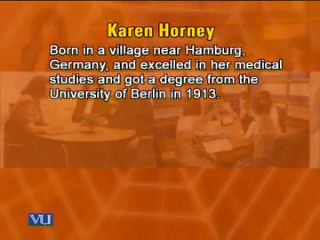 Karen Horney
Born in a village near Hamburg,
Germany, and excelled in her medical
studies and got a degree from the
University of Berlin in 1913.
VU